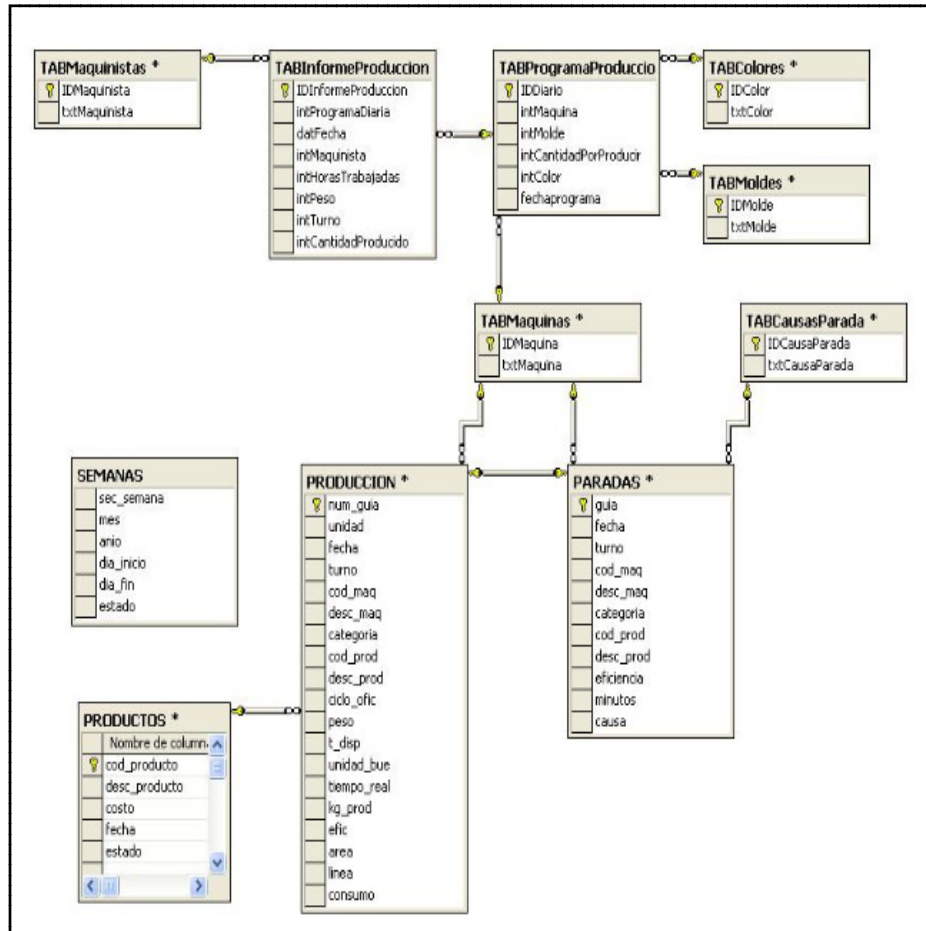 TABMaquinistas *
IDMaquinista
txtMaquinista
TABInformeProduccion
IDInformeProduccion
intProgramaDiaria
datFecha
intMaquinista
intHorasTrabajadas
intPeso
intTurno
intCantidadProducido
TABProgramaProduccio
IDDiario
intMaquina
intMolde
intCantidadPorProducir
intColor
fechaprograma
TABColores *
IDColor
txtColor
TABMoldes *
IDMolde
txtMolde
TABMaquinas *
IDMaquina
txtMaquina
TABCausasParada *
IDCausaParada
txtCausaParada
SEMANAS
sec_semana
mes
anio
dia_inicio
dia_fin
estado
PRODUCCION *
num_guia
unidad
fecha
turno
cod_maq
desc_maq
categoria
cod_prod
desc_prod
ciclo_ofic
peso
t_disp
unidad_bue
tiempo_real
kg_prod
efic
area
linea
consumo
PARADAS *
guia
fecha
turno
cod_maq
desc_maq
categoria
cod_prod
desc_prod
eficiencia
minutos
causa
PRODUCTOS *
Nombre de column
cod_producto
desc_producto
costo
fecha
estado